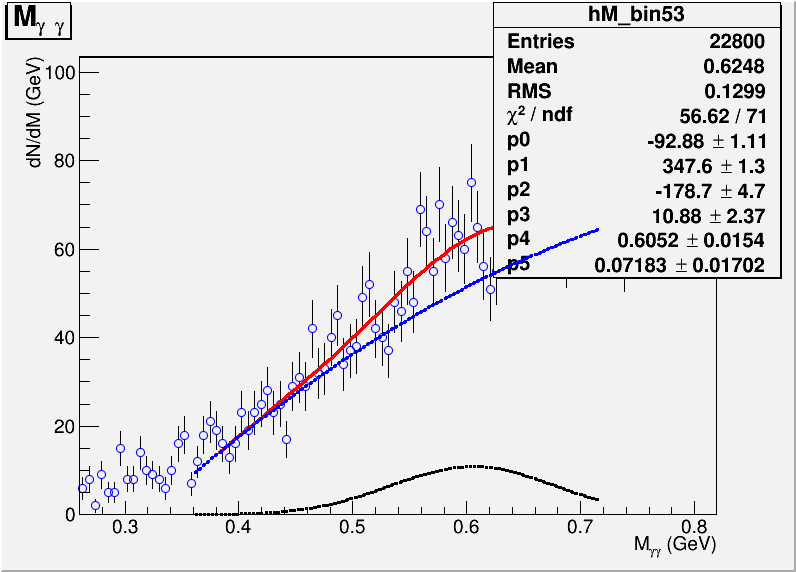 Mγ γ
hM_bin53
Entries 22800
Mean 0.6248
RMS 0.1299
χ² / ndf 56.62 / 71
p0 -92.88 ± 1.11
p1 347.6 ± 1.3
p2 -178.7 ± 4.7
p3 10.88 ± 2.37
p4 0.6052 ± 0.0154
p5 0.07183 ± 0.01702
dN/dM (GeV)
100
80
60
40
20
0
0.3 0.4 0.5 0.6 0.7 0.8
Mγγ (GeV)